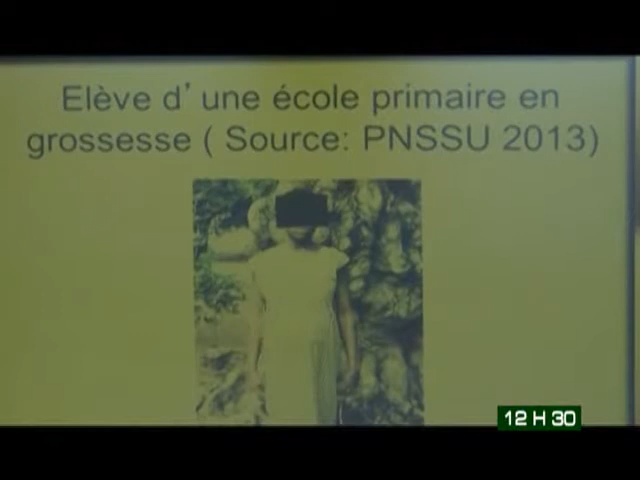 Elève d' une école primaire en
grossesse ( Source: PNSSU 2013)
12 H 30